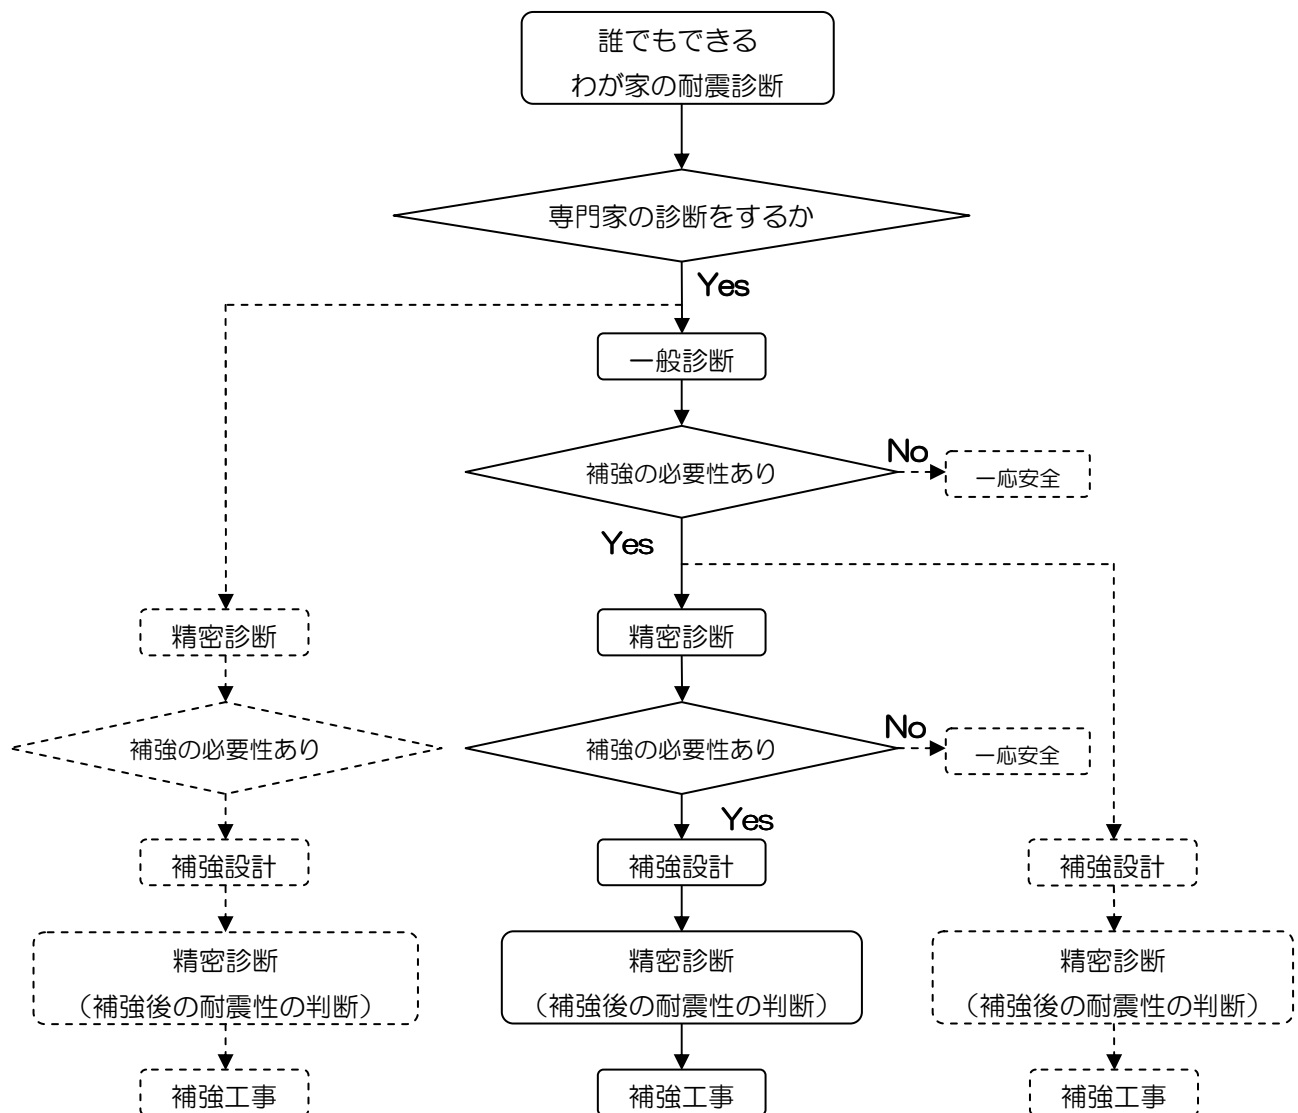 誰でもできる
わが家の耐震診断
専門家の診断をするか
Yes
一般診断
補強の必要性あり
No
一応安全
Yes
精密診断
精密診断
補強の必要性あり
補強の必要性あり
No
一応安全
Yes
補強設計
補強設計
補強設計
精密診断
（補強後の耐震性の判断）
精密診断
（補強後の耐震性の判断）
精密診断
（補強後の耐震性の判断）
補強工事
補強工事
補強工事